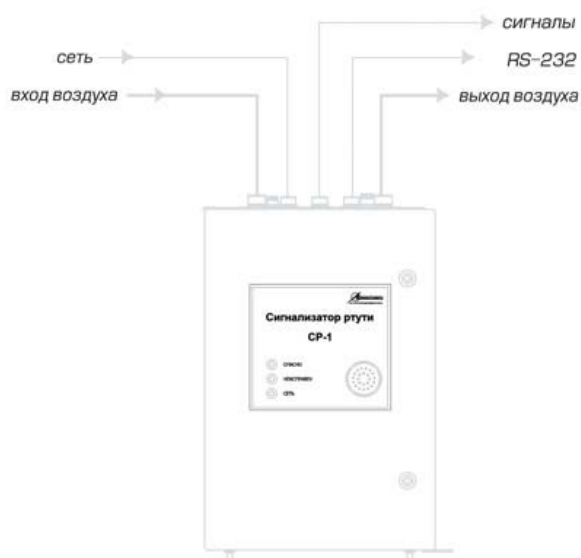 сигналы
сеть
RS-232
вход воздуха
выход воздуха
Сигнализатор ртути
СР-1
ОПАСНО
НЕИСПРАВЕН
СЕТЬ